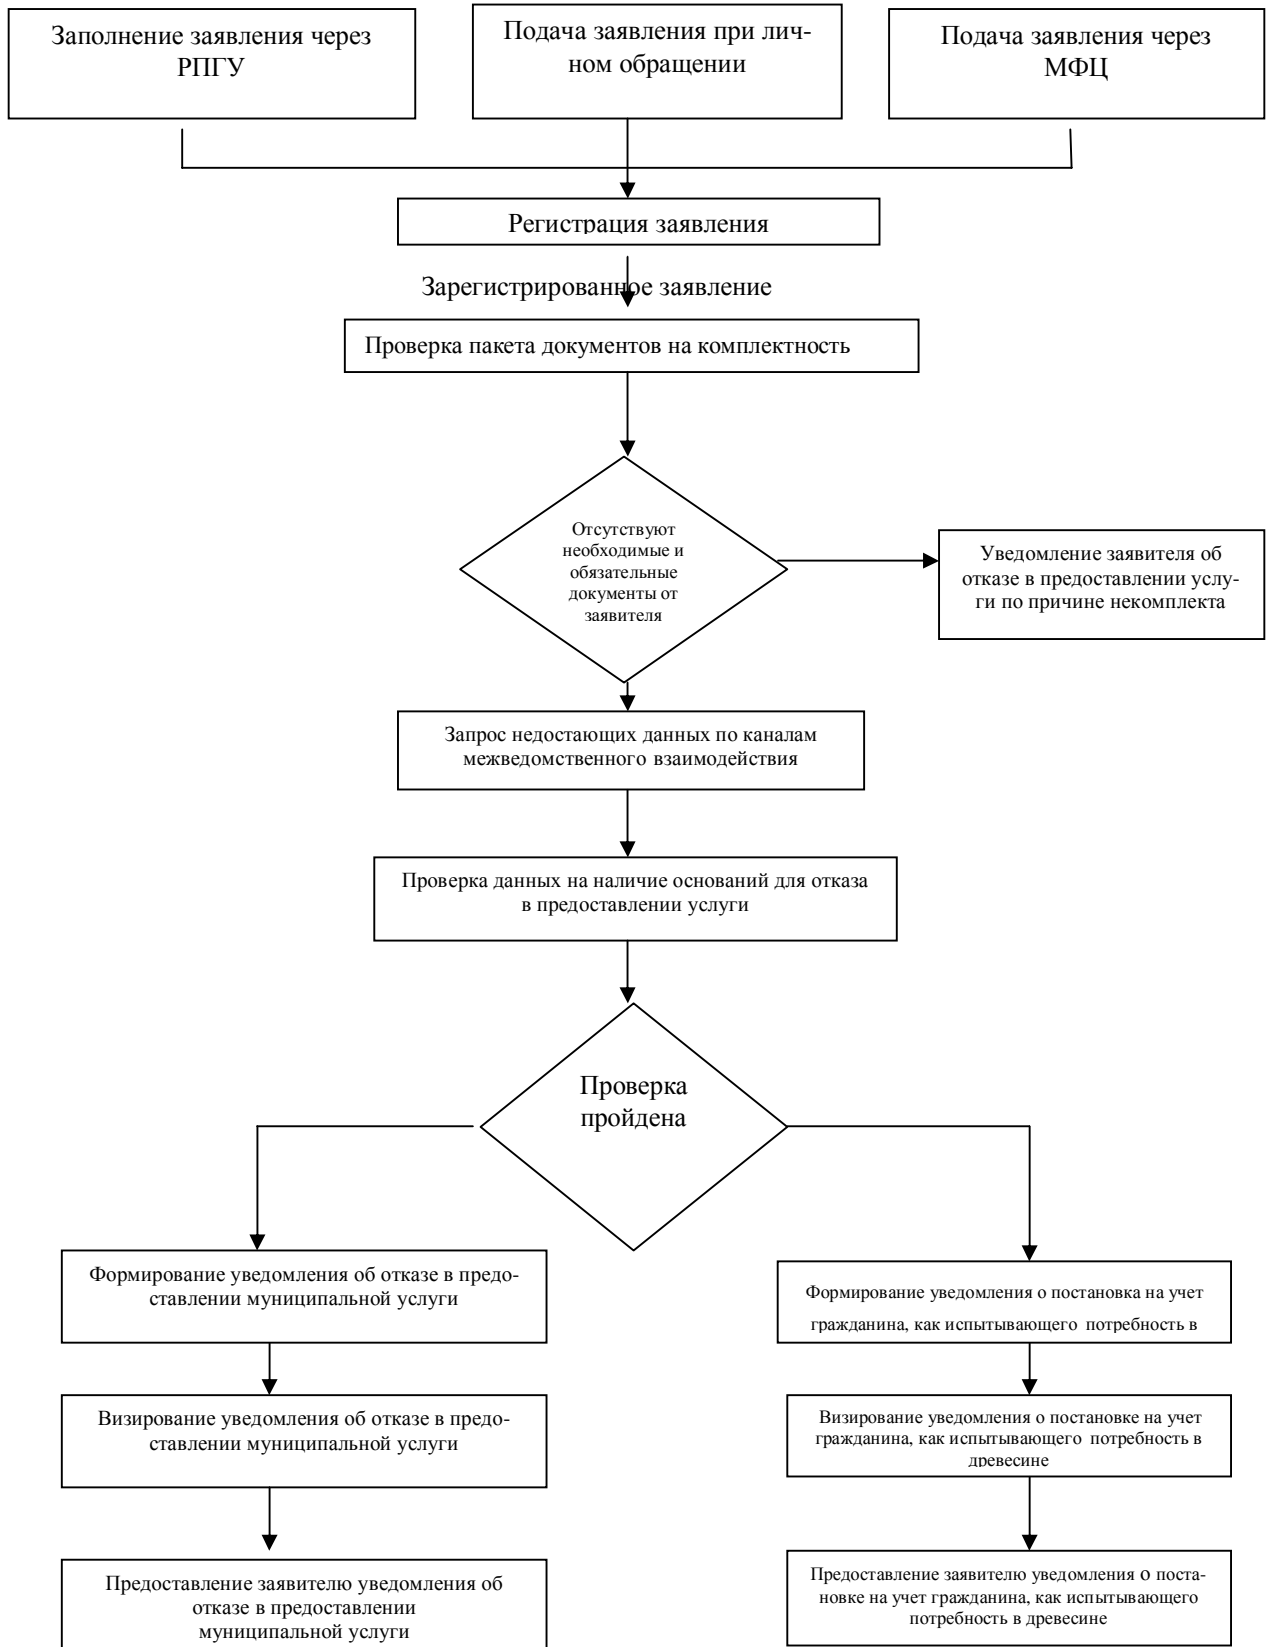 Заполнение заявления через
РПГУ
Подача заявления при лич-
ном обращении
Подача заявления через
МФЦ
Регистрация заявления
Зарегистрированное заявление
Проверка пакета документов на комплектность
Отсутствуют
необходимые и
обязательные
документы от
заявителя
Уведомление заявителя об
отказе в предоставлении услу-
ги по причине некомплекта
Запрос недостающих данных по каналам
межведомственного взаимодействия
Проверка данных на наличие оснований для отказа
в предоставлении услуги
Проверка
пройдена
Формирование уведомления об отказе в предо-
ставлении муниципальной услуги
Формирование уведомления о постановка на учет
гражданина, как испытывающего потребность в
Визирование уведомления об отказе в предо-
ставлении муниципальной услуги
Визирование уведомления о постановке на учет
гражданина, как испытывающего потребность в
древесине
Предоставление заявителю уведомления об
отказе в предоставлении
муниципальной услуги
Предоставление заявителю уведомления о поста-
новке на учет гражданина, как испытывающего
потребность в древесине